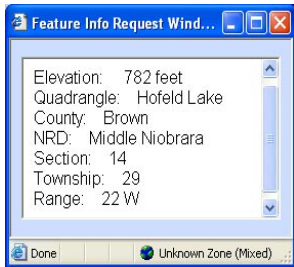 Feature Info Request Wind...
Elevation: 782 feet
Quadrangle: Hofeld Lake
County: Brown
NRD: Middle Niobrara
Section: 14
Township: 29
Range: 22 W
Done
Unknown Zone (Mixed)